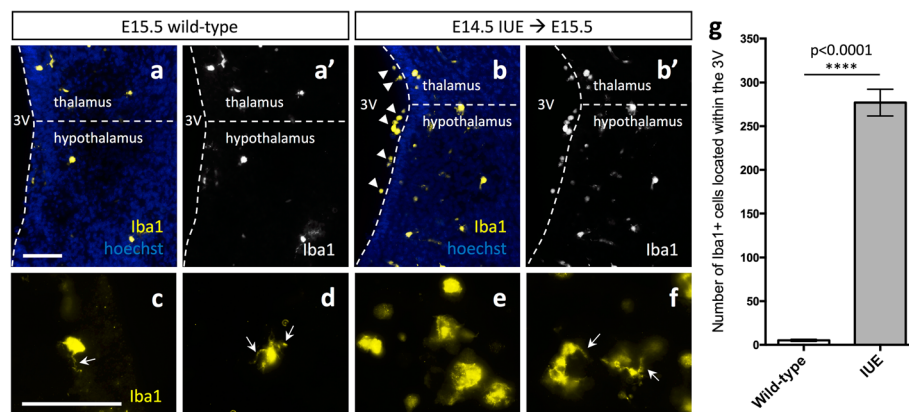 E15.5 wild-type
E14.5 IUE → E15.5
a
3V
thalamus
hypothalamus
Iba1
hoechst
a’
thalamus
hypothalamus
Iba1
b
3V
thalamus
hypothalamus
Iba1
hoechst
b’
3V
thalamus
hypothalamus
Iba1
c
Iba1
d
e
f
g
p<0.0001
****
Number of Iba1+ cells located within the 3V
350
300
250
200
150
100
50
0
Wild-type
IUE